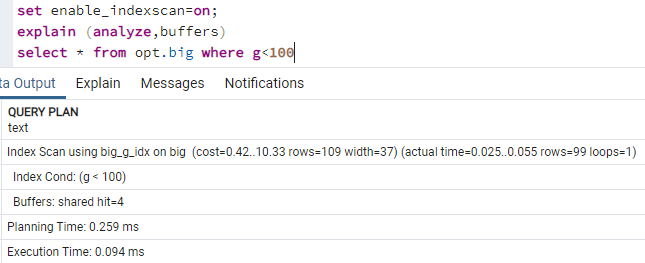 set enable_indexscan=on;
explain (analyze,buffers)
select * from opt.big where g<100
ta Output Explain Messages Notifications
QUERY PLAN
text
Index Scan using big_g_idx on big (cost=0.42..10.33 rows=109 width=37) (actual time=0.025..0.055 rows=99 loops=1)
Index Cond: (g < 100)
Buffers: shared hit=4
Planning Time: 0.259 ms
Execution Time: 0.094 ms